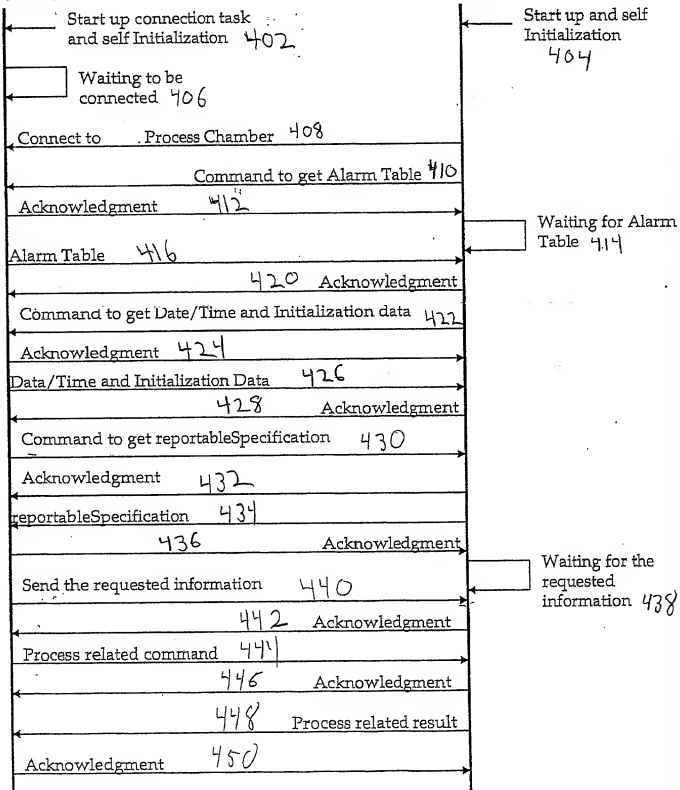 Start up connection task
and self Initialization 402
Start up and self
Initialization
404
Waiting to be
connected 406
Connect to . Process Chamber 408
Command to get Alarm Table 410
Acknowledgment 412
Waiting for Alarm
Table 414
Alarm Table 416
420 Acknowledgment
Command to get Date/Time and Initialization data 422
Acknowledgment 424
Data/Time and Initialization Data 426
428 Acknowledgment
Command to get reportableSpecification 430
Acknowledgment 432
reportableSpecification 434
436 Acknowledgment
Waiting for the
requested
information 438
Send the requested information 440
442 Acknowledgment
Process related command 444
446 Acknowledgment
448 Process related result
Acknowledgment 450